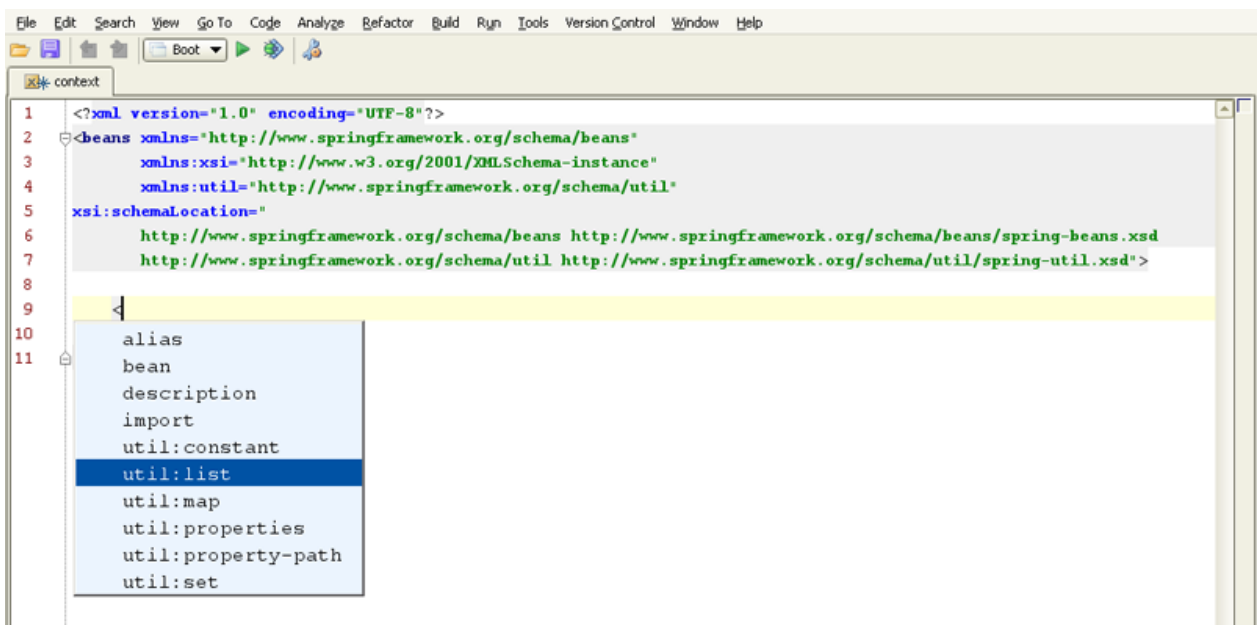 File Edit Search View Go To Code Analyze Refactor Build Run Tools Version Control Window Help
Boot
context
1 <?xml version="1.0" encoding="UTF-8"?>
2 <beans xmlns="http://www.springframework.org/schema/beans"
3 xmlns:xsi="http://www.w3.org/2001/XMLSchema-instance"
4 xmlns:util="http://www.springframework.org/schema/util"
5 xsi:schemaLocation="
6 http://www.springframework.org/schema/beans http://www.springframework.org/schema/beans/spring-beans.xsd
7 http://www.springframework.org/schema/util http://www.springframework.org/schema/util/spring-util.xsd">
8
9 <
10 alias
11 bean
description
import
util:constant
util:list
util:map
util:properties
util:property-path
util:set